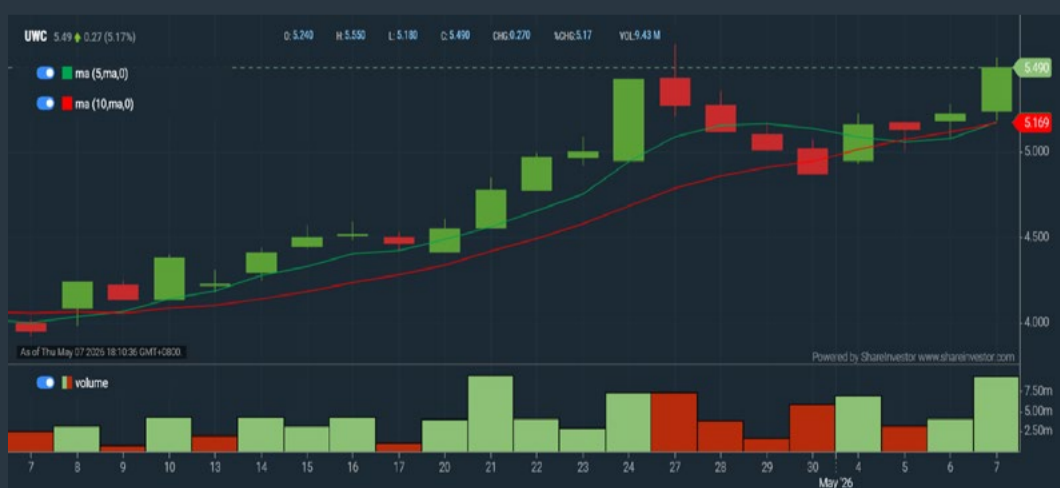 UWC 5.49 0.27 (5.17%) O: 5.240 H: 5.550 L: 5.180 C: 5.490 CHG:0.270 %CHG:5.17 VOL:9.43 M
ma (5,ma,0)
ma (10,ma,0)
5.490
5.169
5.000
4.500
4.000
As of Thu May 07 2026 18:10:36 GMT+0800.
Powered by ShareInvestor www.shareinvestor.com
volume
7.50m
5.00m
2.50m
7 8 9 10 13 14 15 16 17 20 21 22 23 24 27 28 29 30 4 5 6 7
May '26